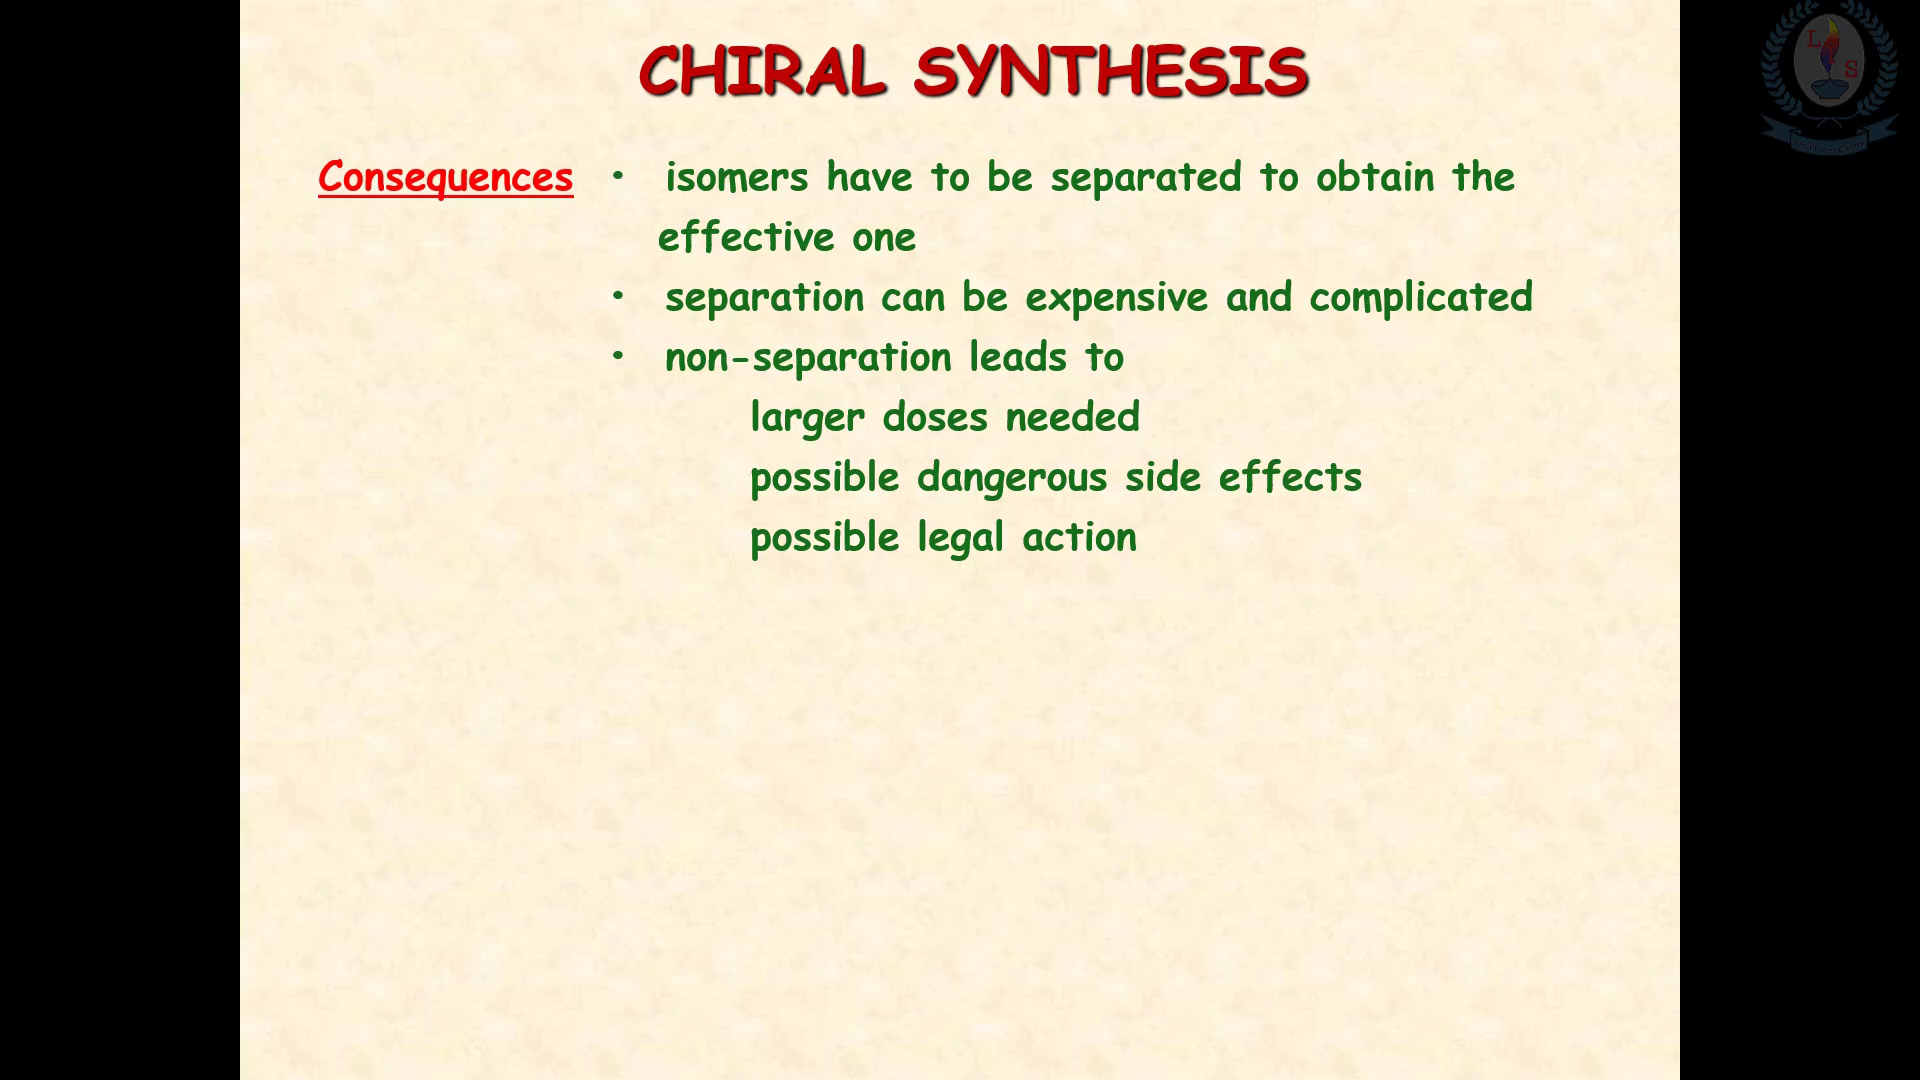 CHIRAL SYNTHESIS
Consequences • isomers have to be separated to obtain the
effective one
• separation can be expensive and complicated
• non-separation leads to
larger doses needed
possible dangerous side effects
possible legal action
L
S